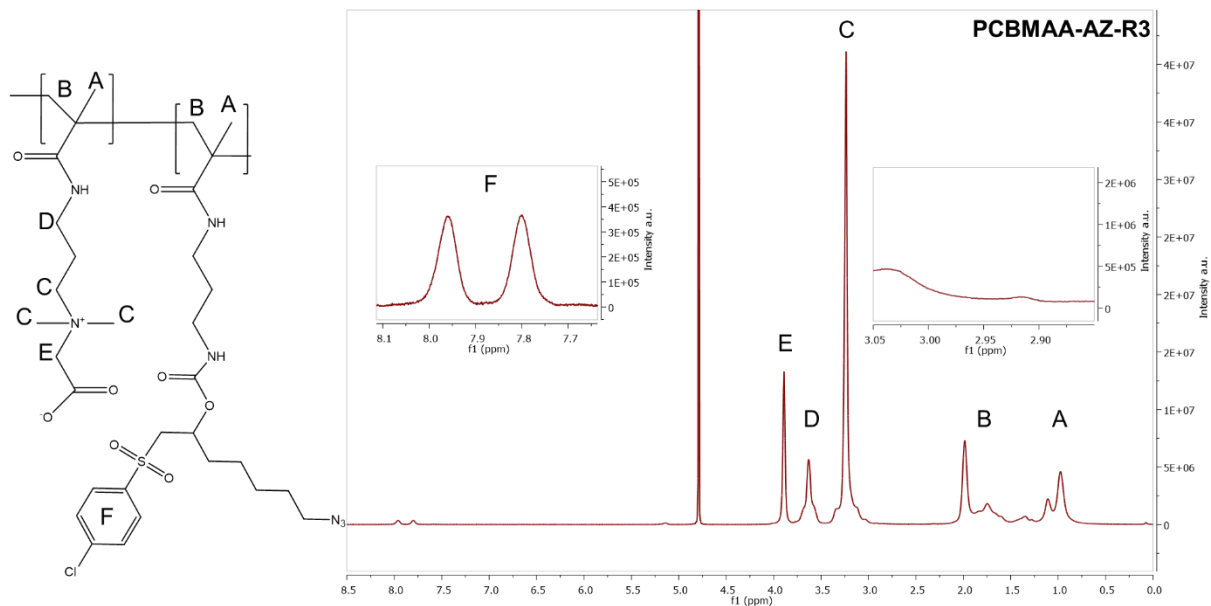 PCBMAA-AZ-R3
C
B
A
B
A
O
NH
O
NH
D
C
C
N⁺
C
E
O
⁻O
NH
O
O
O
S
O
F
Cl
N₃
F
5E+05
4E+05
3E+05
2E+05
1E+05
0
Intensity a.u.
8.1 8.0 7.9 7.8 7.7
f1 (ppm)
2E+06
1E+06
5E+05
0
Intensity a.u.
3.05 3.00 2.95 2.90
f1 (ppm)
E
D
B
A
4E+07
4E+07
3E+07
3E+07
2E+07
2E+07
1E+07
5E+06
0
Intensity a.u.
8.5 8.0 7.5 7.0 6.5 6.0 5.5 5.0 4.5 4.0 3.5 3.0 2.5 2.0 1.5 1.0 0.5 0.0
f1 (ppm)